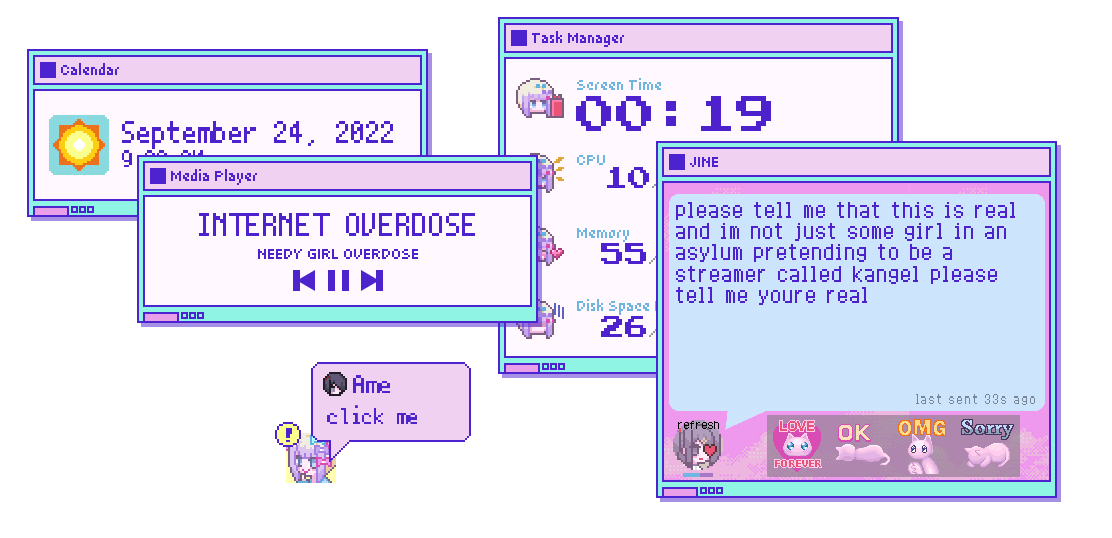 Calendar
September 24, 2022
Media Player
INTERNET OVERDOSE
NEEDY GIRL OVERDOSE
Task Manager
Screen Time
00:19
CPU
10
Memory
55
Disk Space
26
JINE
please tell me that this is real
and im not just some girl in an
asylum pretending to be a
streamer called kangel please
tell me youre real
last sent 33s ago
refresh
LOVE
FOREVER
OK
OMG
Sorry
Ame
click me
!